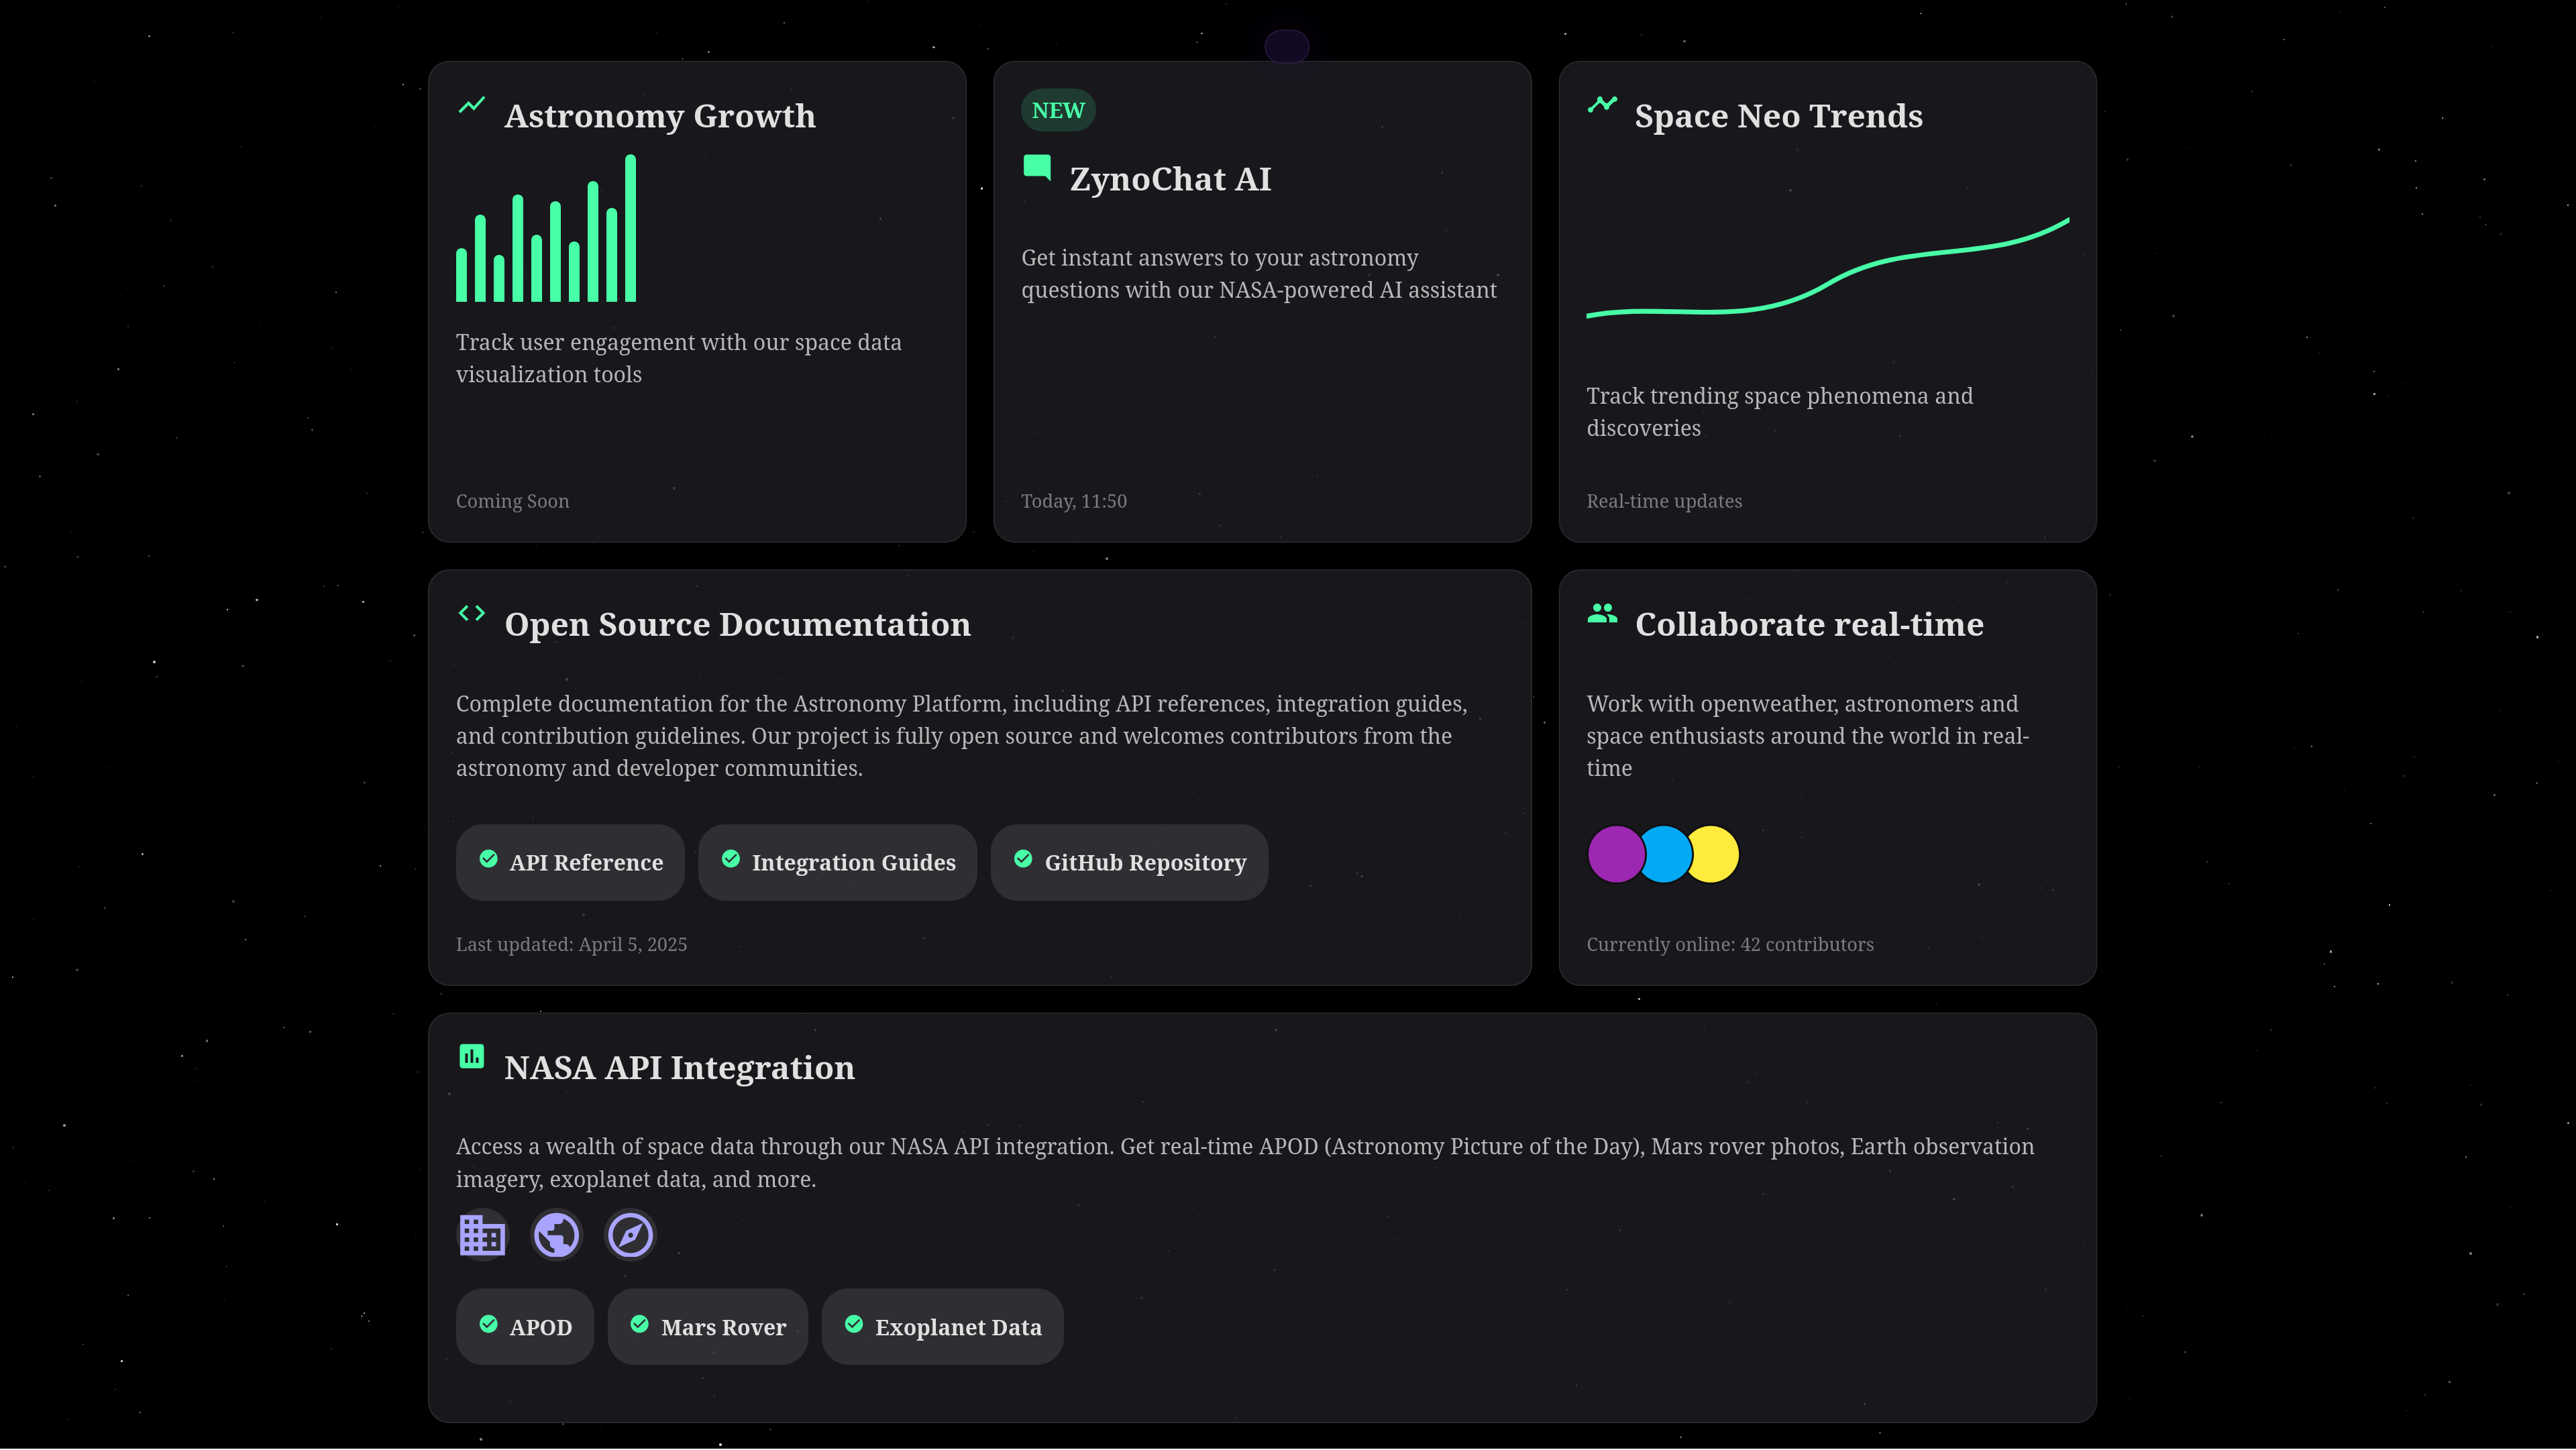 Astronomy Growth
Track user engagement with our space data
visualization tools
Coming Soon
NEW
ZynoChat AI
Get instant answers to your astronomy
questions with our NASA-powered AI assistant
Today, 11:50
Space Neo Trends
Track trending space phenomena and
discoveries
Real-time updates
Open Source Documentation
Complete documentation for the Astronomy Platform, including API references, integration guides,
and contribution guidelines. Our project is fully open source and welcomes contributors from the
astronomy and developer communities.
API Reference
Integration Guides
GitHub Repository
Last updated: April 5, 2025
Collaborate real-time
Work with openweather, astronomers and
space enthusiasts around the world in real-
time
Currently online: 42 contributors
NASA API Integration
Access a wealth of space data through our NASA API integration. Get real-time APOD (Astronomy Picture of the Day), Mars rover photos, Earth observation
imagery, exoplanet data, and more.
APOD
Mars Rover
Exoplanet Data